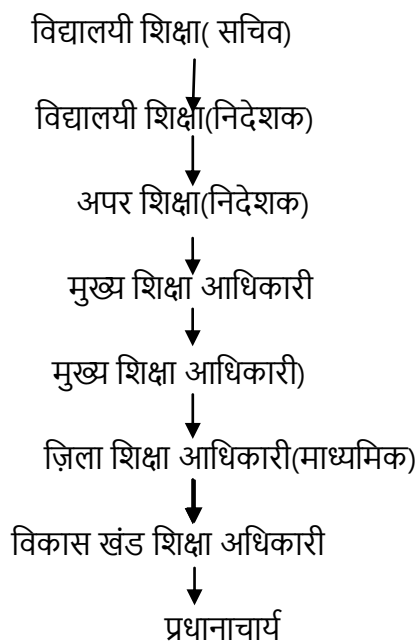 विद्यालयी शिक्षा( सचिव)
विद्यालयी शिक्षा(निदेशक)
अपर शिक्षा(निदेशक)
मुख्य शिक्षा आधिकारी
मुख्य शिक्षा आधिकारी)
ज़िला शिक्षा आधिकारी(माध्यमिक)
विकास खंड शिक्षा अधिकारी
प्रधानाचार्य